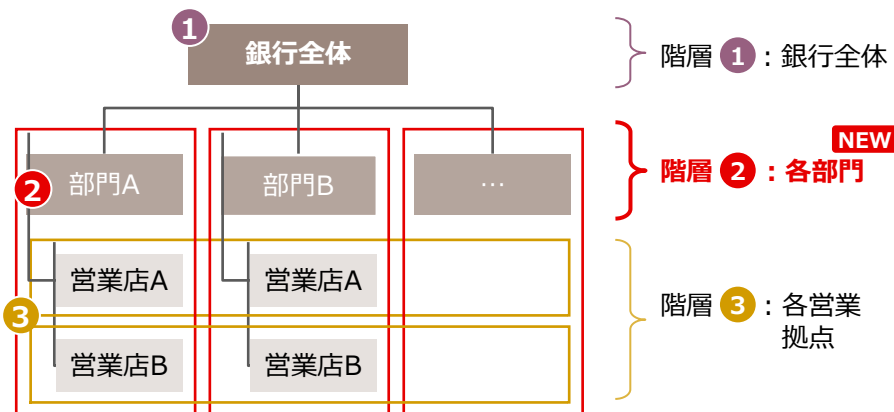 1
銀行全体
階層 1 : 銀行全体
NEW
2
部門A
部門B
…
階層 2 : 各部門
営業店A
営業店A
3
階層 3 : 各営業
拠点
営業店B
営業店B